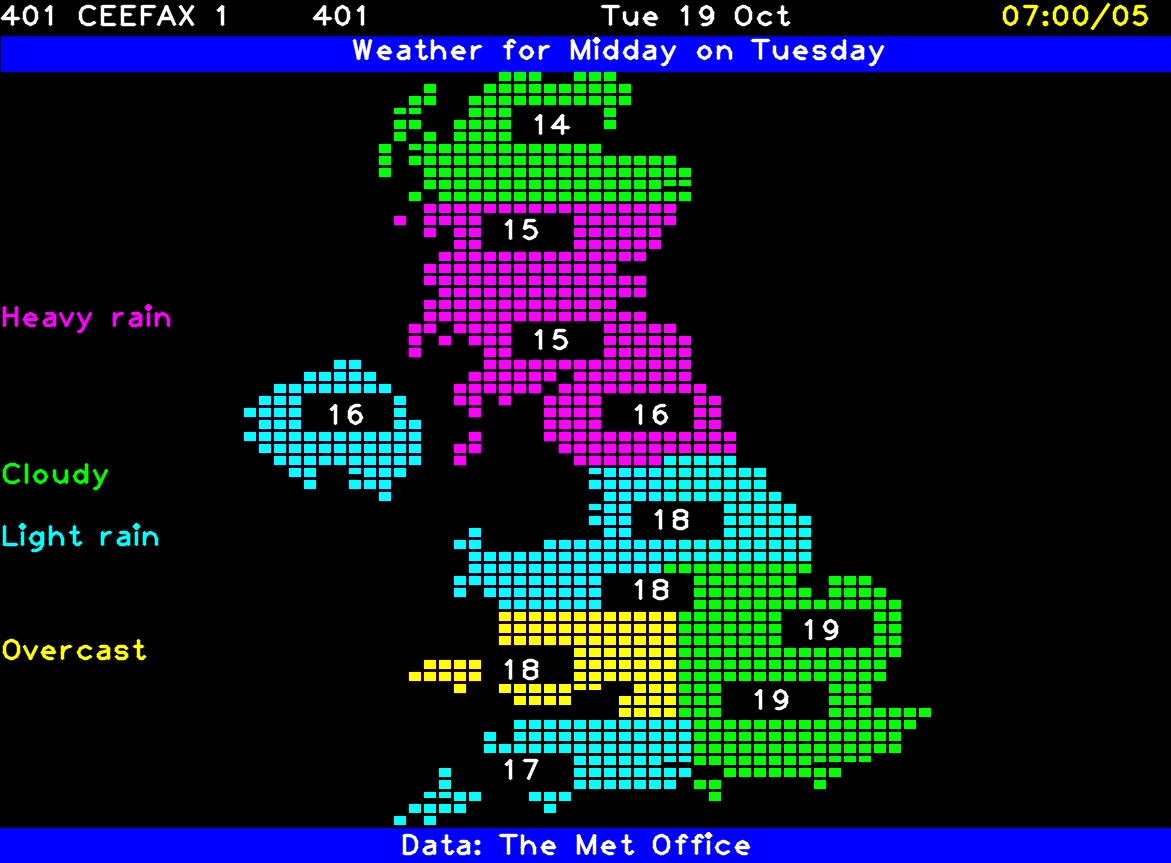 401 CEEFAX 1 401 Tue 19 Oct 07:00/05
Weather for Midday on Tuesday
14
15
Heavy rain
15
16 16
Cloudy
18
Light rain
18
19
Overcast
18
19
17
Data: The Met Office